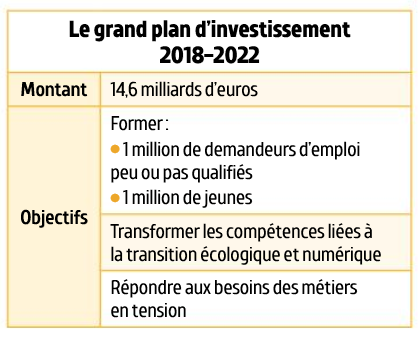 Le grand plan d'investissement
2018–2022
Montant
14,6 milliards d'euros
Objectifs
Former :
• 1 million de demandeurs d'emploi
peu ou pas qualifiés
• 1 million de jeunes
Transformer les compétences liées à
la transition écologique et numérique
Répondre aux besoins des métiers
en tension